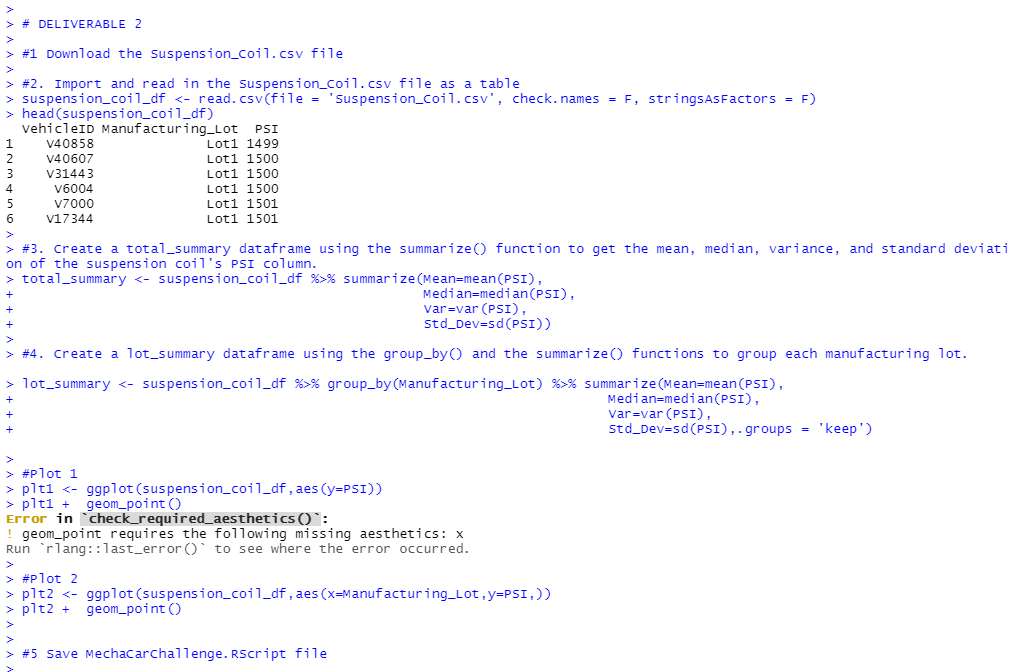 >
> # DELIVERABLE 2
>
> #1 Download the Suspension_Coil.csv file
>
> #2. Import and read in the Suspension_Coil.csv file as a table
> suspension_coil_df <- read.csv(file = 'Suspension_Coil.csv', check.names = F, stringsAsFactors = F)
> head(suspension_coil_df)
  VehicleID Manufacturing_Lot  PSI
1    V40858              Lot1 1499
2    V40607              Lot1 1500
3    V31443              Lot1 1500
4     V6004              Lot1 1500
5     V7000              Lot1 1501
6    V17344              Lot1 1501
>
> #3. Create a total_summary dataframe using the summarize() function to get the mean, median, variance, and standard deviati
on of the suspension coil's PSI column.
> total_summary <- suspension_coil_df %>% summarize(Mean=mean(PSI),
+                                                   Median=median(PSI),
+                                                   Var=var(PSI),
+                                                   Std_Dev=sd(PSI))
>
> #4. Create a lot_summary dataframe using the group_by() and the summarize() functions to group each manufacturing lot.
> lot_summary <- suspension_coil_df %>% group_by(Manufacturing_Lot) %>% summarize(Mean=mean(PSI),
+                                                                          Median=median(PSI),
+                                                                          Var=var(PSI),
+                                                                          Std_Dev=sd(PSI),.groups = 'keep')
>
> #Plot 1
> plt1 <- ggplot(suspension_coil_df,aes(y=PSI))
> plt1 +  geom_point()
Error in `check_required_aesthetics()`:
! geom_point requires the following missing aesthetics: x
Run `rlang::last_error()` to see where the error occurred.
>
> #Plot 2
> plt2 <- ggplot(suspension_coil_df,aes(x=Manufacturing_Lot,y=PSI,))
> plt2 +  geom_point()
>
>
> #5 Save MechaCarChallenge.RScript file
>